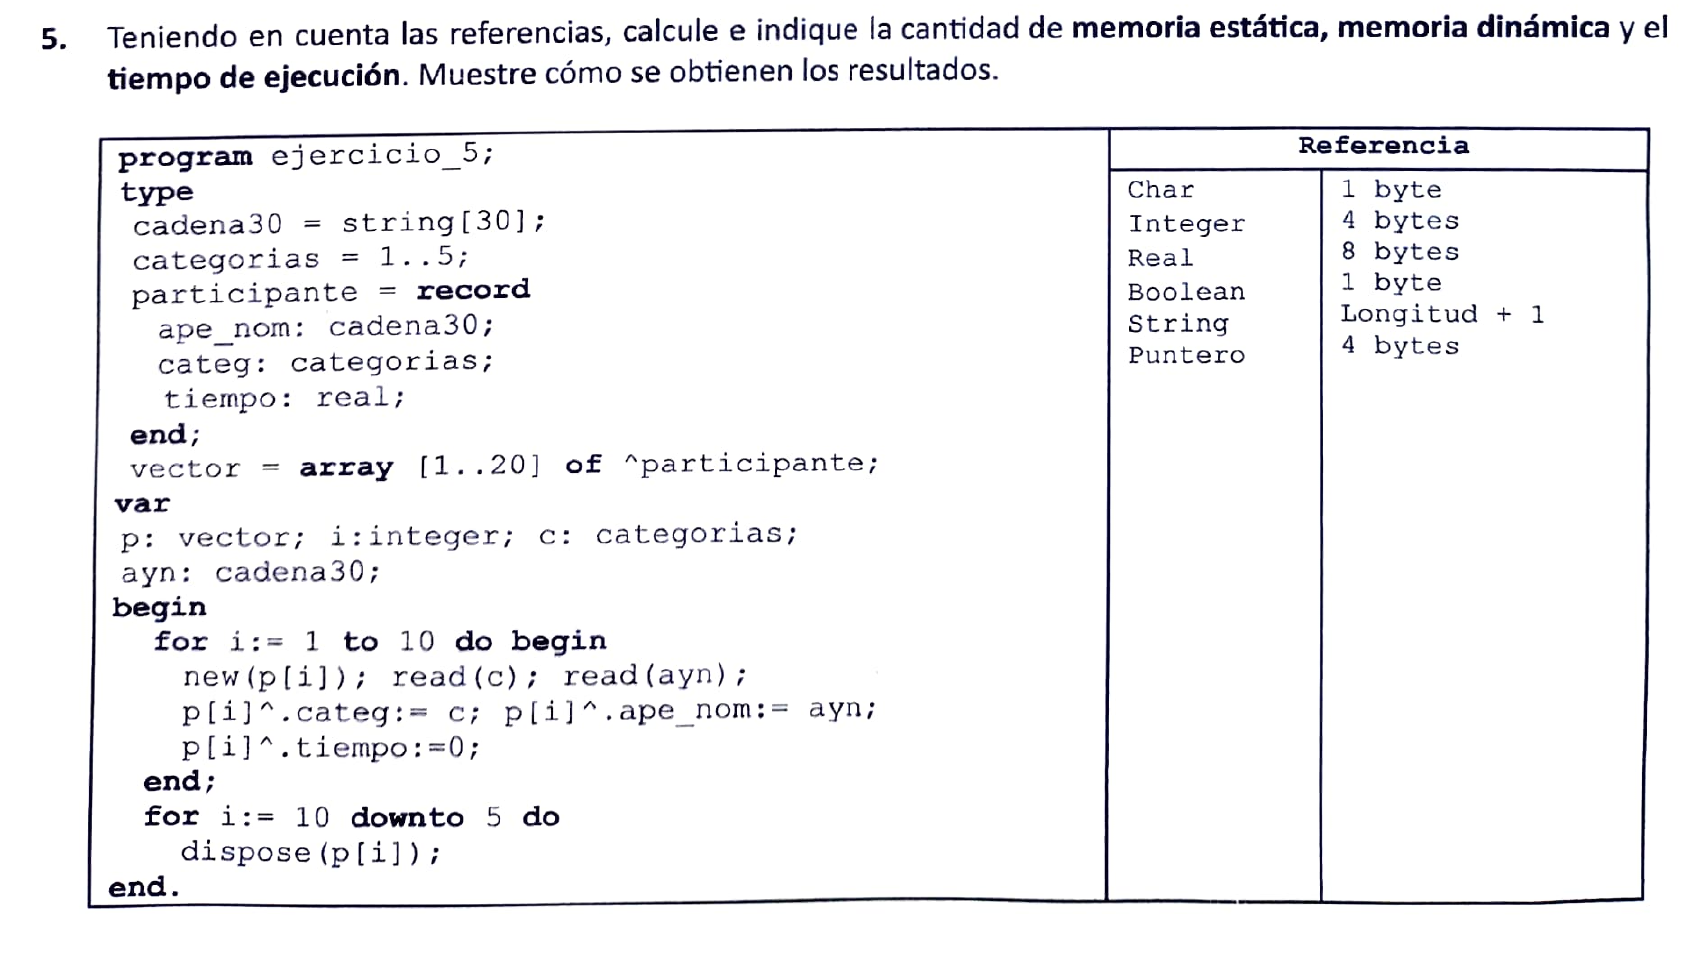 5. Teniendo en cuenta las referencias, calcule e indique la cantidad de memoria estática, memoria dinámica y el
tiempo de ejecución. Muestre cómo se obtienen los resultados.
program ejercicio_5;
type
cadena30 = string[30];
categorias = 1..5;
participante = record
ape_nom: cadena30;
categ: categorias;
tiempo: real;
end;
vector = array [1..20] of ^participante;
var
p: vector; i:integer; c: categorias;
ayn: cadena30;
begin
for i:= 1 to 10 do begin
new(p[i]); read(c); read(ayn);
p[i]^.categ:= c; p[i]^.ape_nom:= ayn;
p[i]^.tiempo:=0;
end;
for i:= 10 downto 5 do
dispose(p[i]);
end.
Referencia
Char 1 byte
Integer 4 bytes
Real 8 bytes
Boolean 1 byte
String Longitud + 1
Puntero 4 bytes